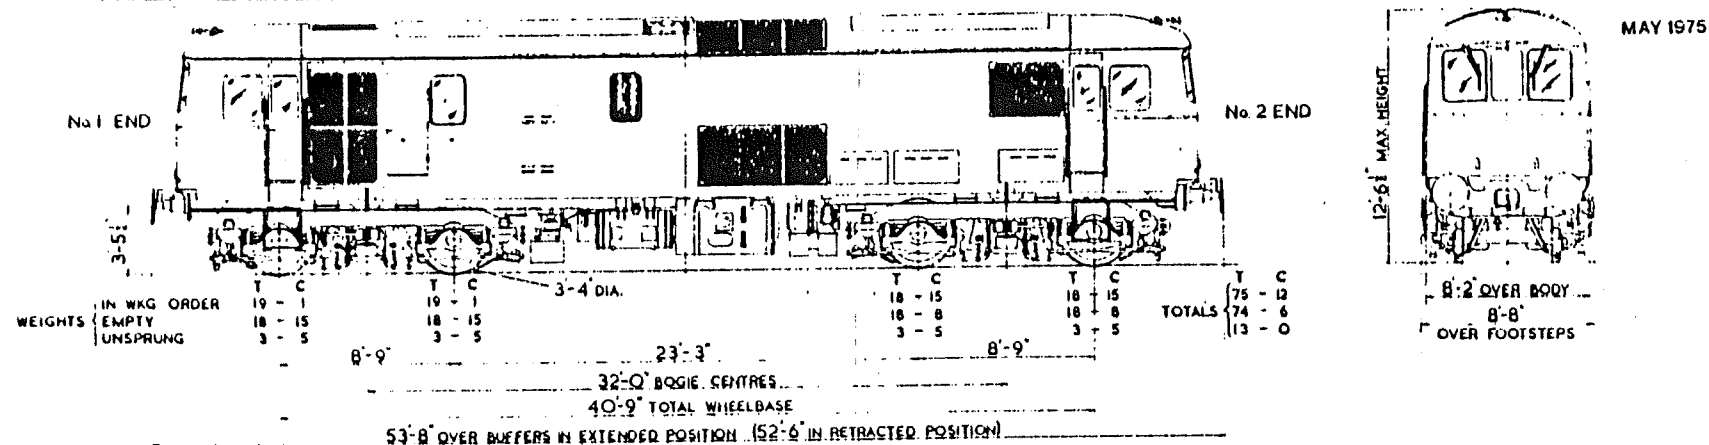 MAY 1975
No.1 END
No. 2 END
12'-6½" MAX. HEIGHT
3'-5½"
3'-4" DIA.
T C T C T C T C T C
WEIGHTS { IN WKG ORDER 19 - 1 19 - 1 18 - 15 18 - 15 TOTALS { 75 - 12
EMPTY 18 - 15 18 - 15 18 - 8 18 - 8 74 - 6
UNSPRUNG 3 - 5 3 - 5 3 - 5 3 - 5 13 - 0
8'-2" OVER BODY
8'-8"
OVER FOOTSTEPS
8'-9" 23'-3" 8'-9"
32'-0" BOGIE CENTRES
40'-9" TOTAL WHEELBASE
53'-8" OVER BUFFERS IN EXTENDED POSITION (52'-6" IN RETRACTED POSITION)